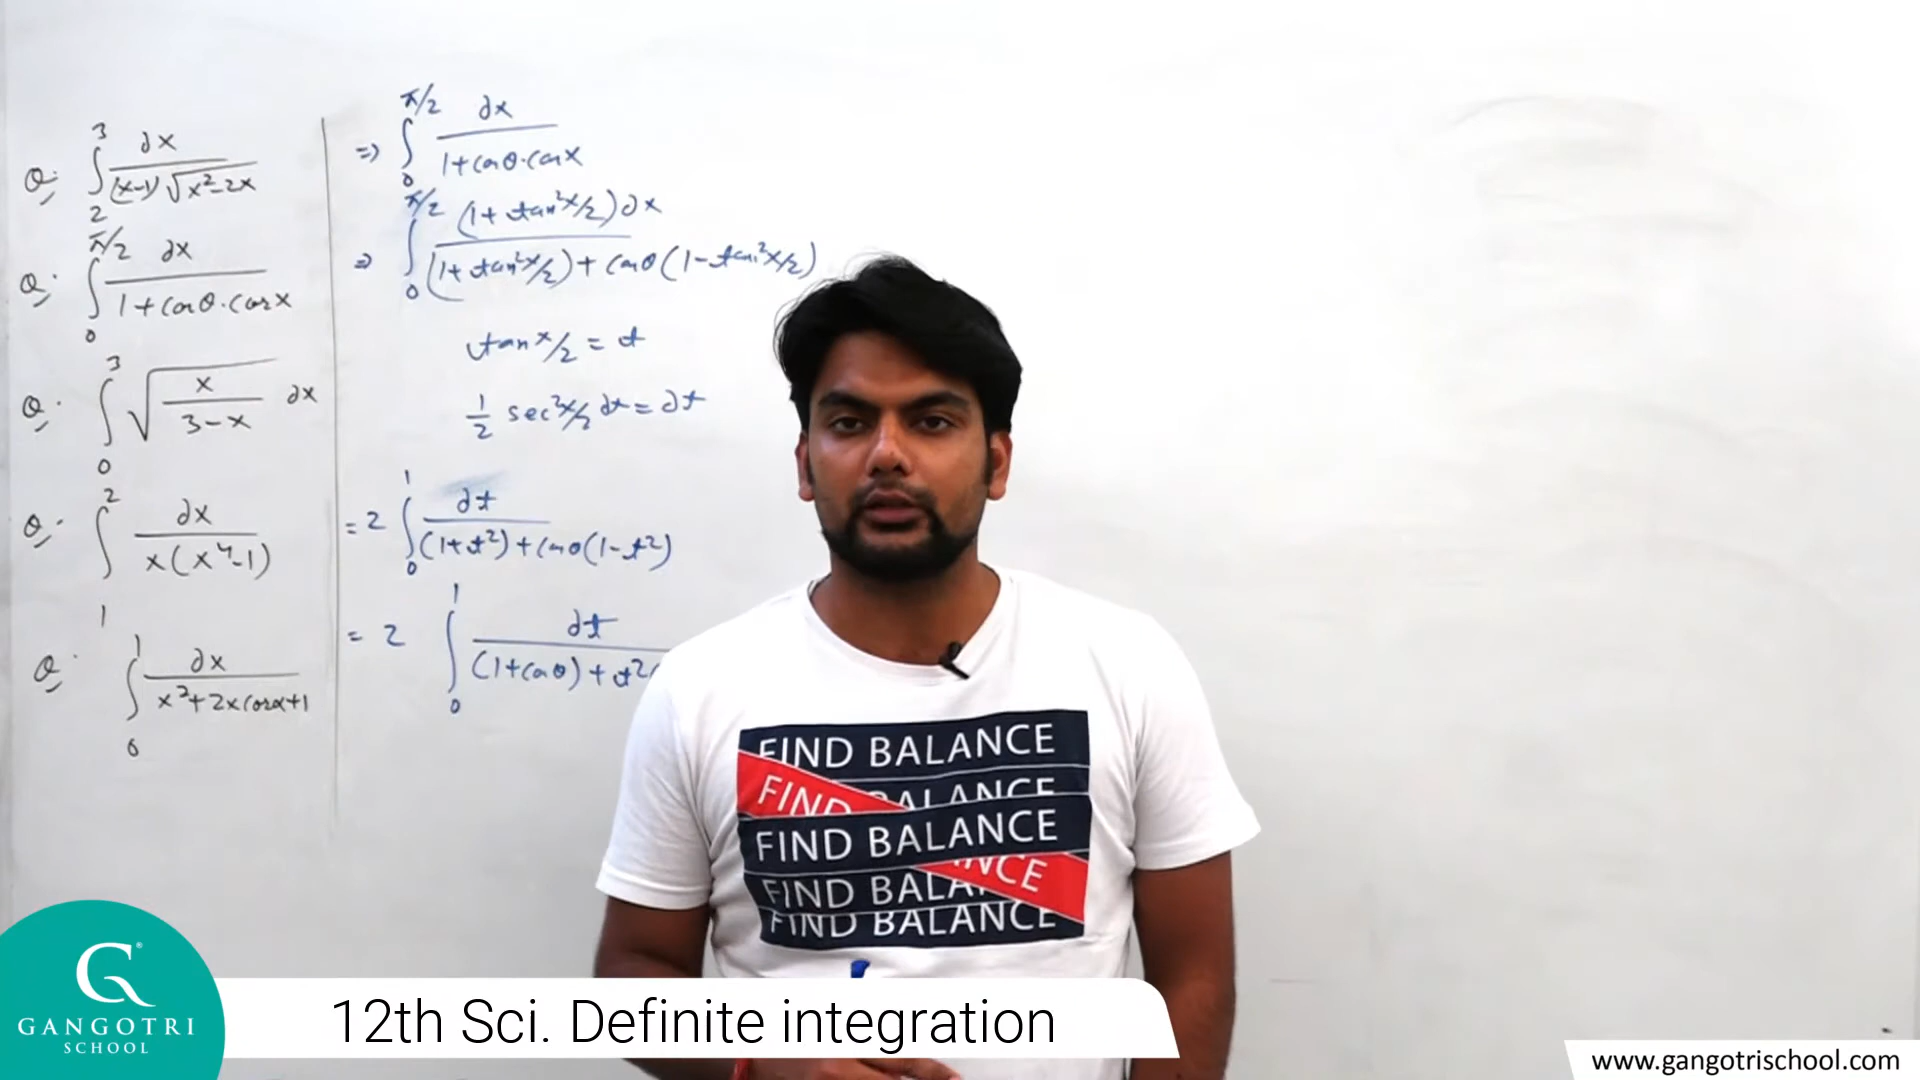 Q. ∫₂³ dx / (x-1)√(x²-2x)
Q. ∫₀^(π/2) dx / 1+cosθ.cosx
Q. ∫₀³ √(x / 3-x) dx
Q. ∫₁² dx / x(x⁴-1)
Q. ∫₀¹ dx / x²+2xcosα+1
=) ∫₀^(π/2) dx / 1+cosθ.cosx
=) ∫₀^(π/2) (1+tan²x/2)dx / (1+tan²x/2)+cosθ(1-tan²x/2)
tan x/2 = t
1/2 sec²x/2 dx = dt
= 2 ∫₀¹ dt / (1+t²)+cosθ(1-t²)
= 2 ∫₀¹ dt / (1+cosθ)+t²(
FIND BALANCE
FIND BALANCE
FIND BALANCE
FIND
GANGOTRI
SCHOOL
12th Sci. Definite integration
www.gangotrischool.com